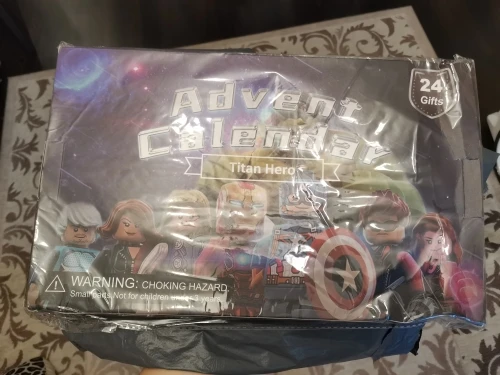 24
Gifts
Advent
Calendar
Titan Hero
WARNING: CHOKING HAZARD.
Small parts. Not for children under 3 years